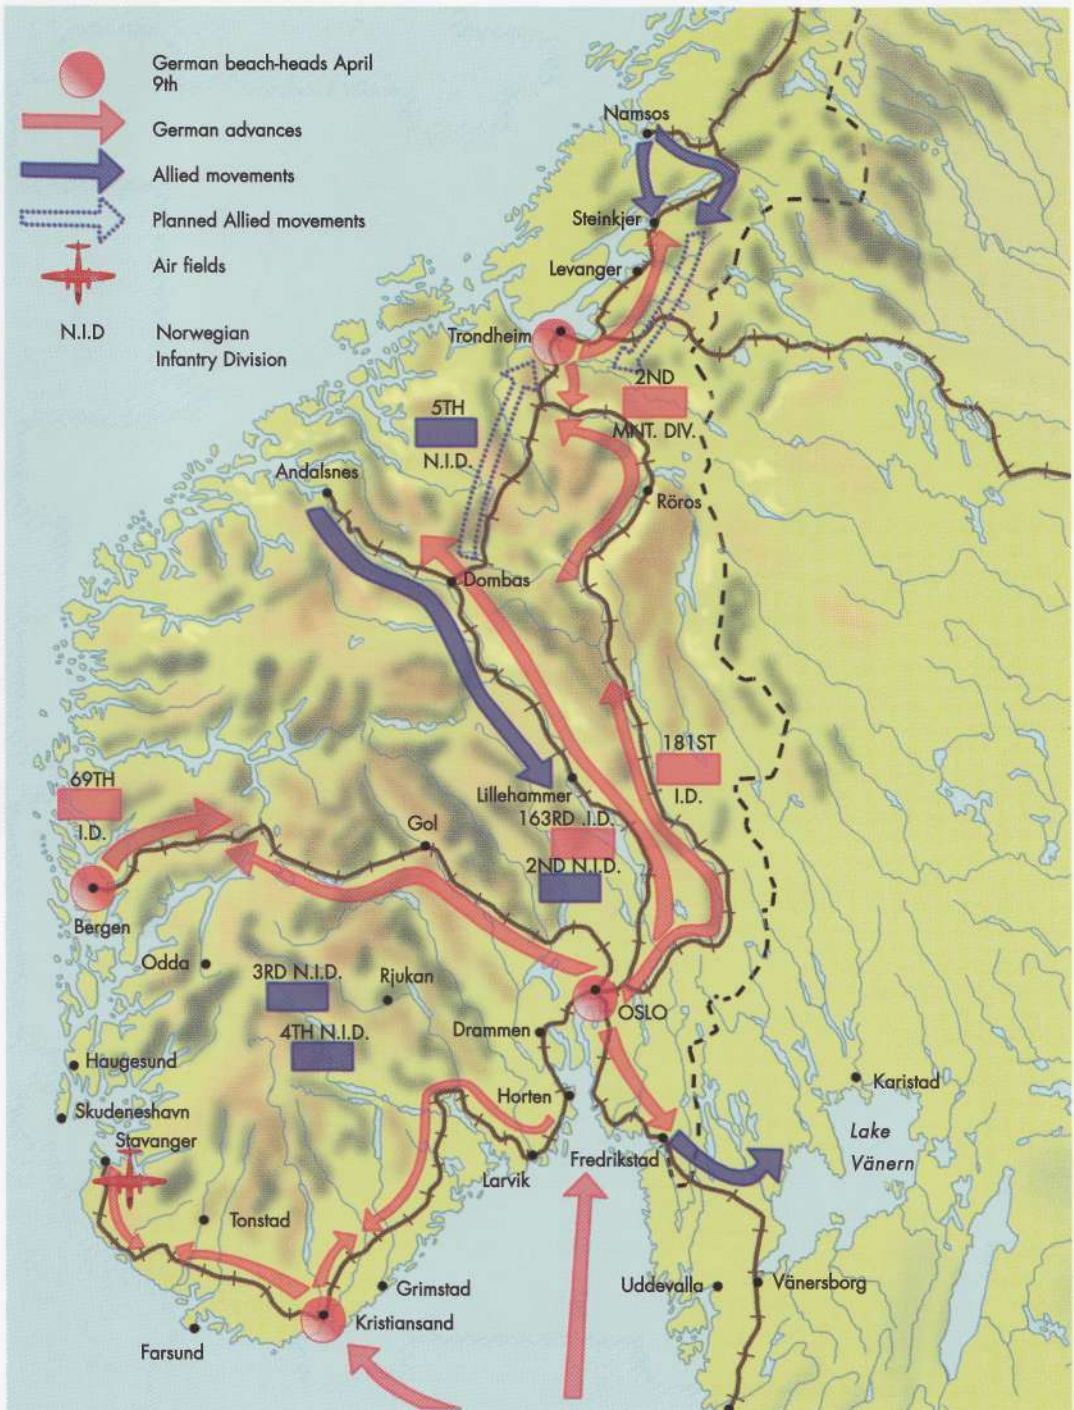 German beach-heads April
9th
German advances
Allied movements
Planned Allied movements
Air fields
N.I.D
Norwegian
Infantry Division
Namsos
Steinkjer
Levanger
Trondheim
2ND
MNT. DIV.
5TH
N.I.D.
Andalsnes
Röros
Dombas
181ST
I.D.
69TH
I.D.
Lillehammer
163RD .I.D.
Gol
2ND N.I.D.
Bergen
Odda
3RD N.I.D.
Rjukan
OSLO
Drammen
4TH N.I.D.
Haugesund
Karistad
Horten
Skudeneshavn
Stavanger
Lake
Vänern
Fredrikstad
Larvik
Tonstad
Grimstad
Uddevalla
Vänersborg
Kristiansand
Farsund